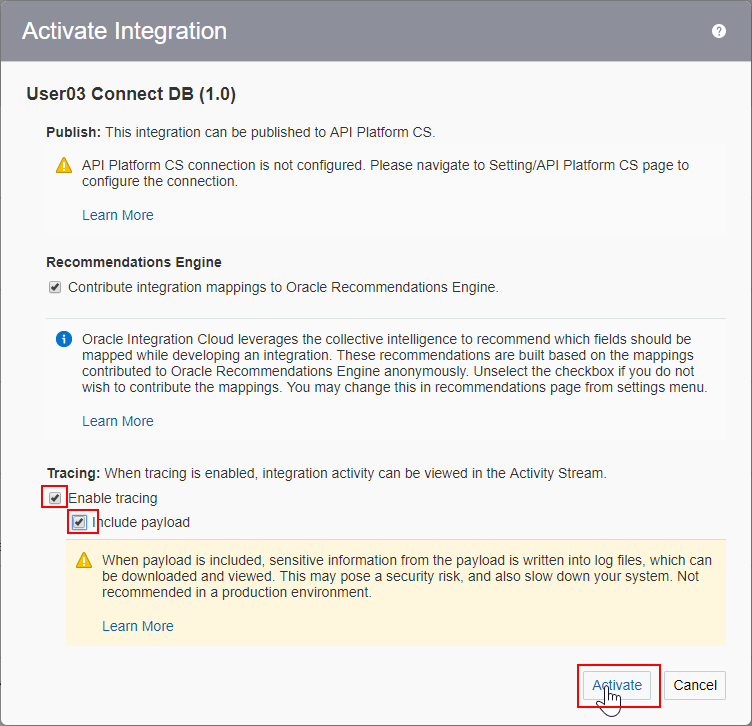 Activate Integration
?
User03 Connect DB (1.0)
Publish: This integration can be published to API Platform CS.
API Platform CS connection is not configured. Please navigate to Setting/API Platform CS page to
configure the connection.
Learn More
Recommendations Engine
Contribute integration mappings to Oracle Recommendations Engine.
Oracle Integration Cloud leverages the collective intelligence to recommend which fields should be
mapped while developing an integration. These recommendations are built based on the mappings
contributed to Oracle Recommendations Engine anonymously. Unselect the checkbox if you do not
wish to contribute the mappings. You may change this in recommendations page from settings menu.
Learn More
Tracing: When tracing is enabled, integration activity can be viewed in the Activity Stream.
Enable tracing
Include payload
When payload is included, sensitive information from the payload is written into log files, which can
be downloaded and viewed. This may pose a security risk, and also slow down your system. Not
recommended in a production environment.
Learn More
Activate Cancel